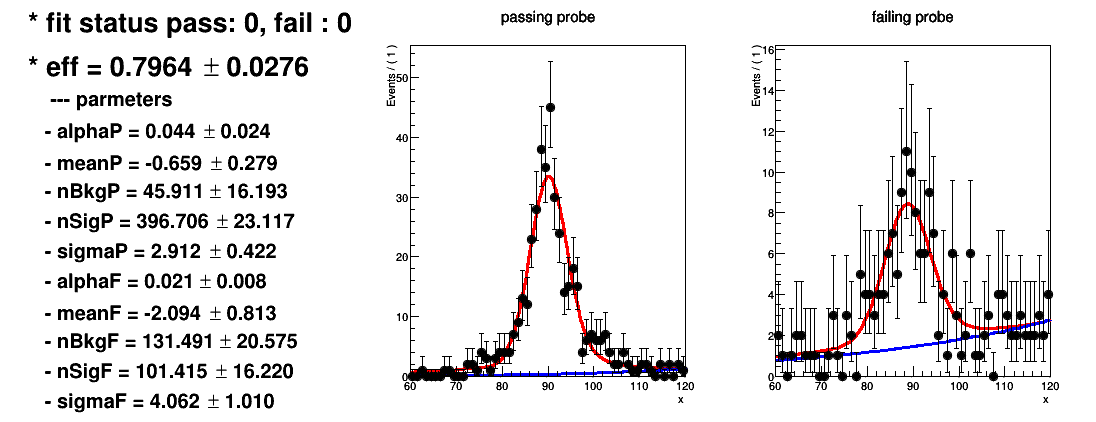 * fit status pass: 0, fail : 0
* eff = 0.7964 ± 0.0276
--- parmeters
- alphaP = 0.044 ± 0.024
- meanP = -0.659 ± 0.279
- nBkgP = 45.911 ± 16.193
- nSigP = 396.706 ± 23.117
- sigmaP = 2.912 ± 0.422
- alphaF = 0.021 ± 0.008
- meanF = -2.094 ± 0.813
- nBkgF = 131.491 ± 20.575
- nSigF = 101.415 ± 16.220
- sigmaF = 4.062 ± 1.010
passing probe
Events / ( 1 )
50
40
30
20
10
0
60 70 80 90 100 110 120
x
failing probe
Events / ( 1 )
16
14
12
10
8
6
4
2
0
60 70 80 90 100 110 120
x